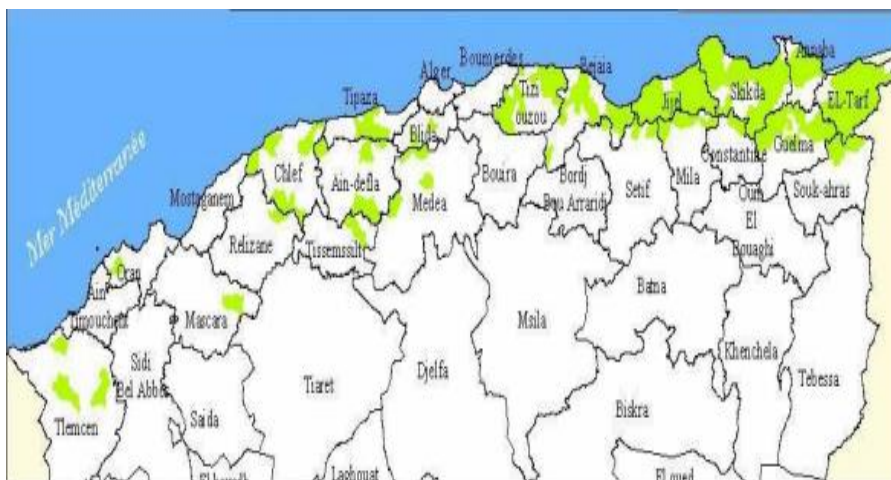 Mer Méditerranée
Annaba
Boumerdes
Bejaia
Alger
Tizi
ouzou
Jijel
Skikda
EL-Tarf
Tipaza
Blida
Guelma
Constantine
Chlef
Ain-defla
Medea
Bouira
Bordj
Bou Arraridj
Setif
Mila
Souk-ahras
Oum
El
Bouaghi
Mostaganem
Relizane
Tissemssilt
Oran
Ain
Timouchent
Mascara
Batna
Msila
Khenchela
Sidi
Bel Abbes
Tiaret
Djelfa
Tebessa
Tlemcen
Saida
Biskra
Laghouat
El oued